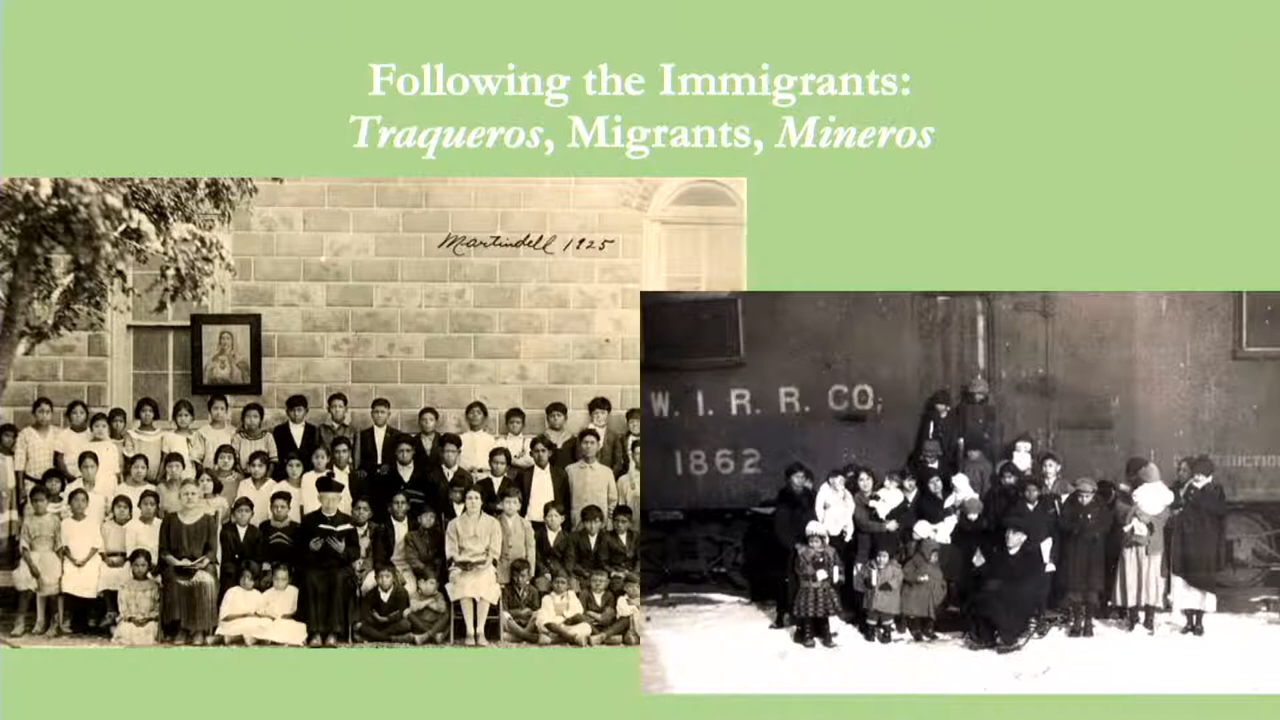 Following the Immigrants:
Traqueros, Migrants, Mineros
Martindell 1925
W. I. R. R. CO.
1862